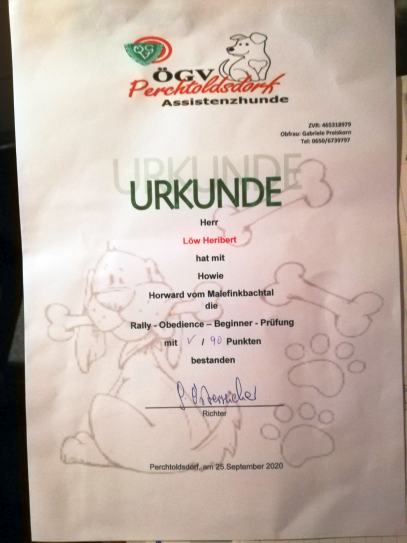 ÖGV
Perchtoldsdorf
Assistenzhunde
ZVR: 465318979
Obfrau: Gabriele Preiskorn
Tel: 0650/6739797
URKUNDE
URKUNDE
Herr
Löw Heribert
hat mit
Howie
Horward vom Malefinkbachtal
die
Rally - Obedience – Beginner - Prüfung
mit V / 90 Punkten
bestanden
Richter
Perchtoldsdorf, am 25.September 2020